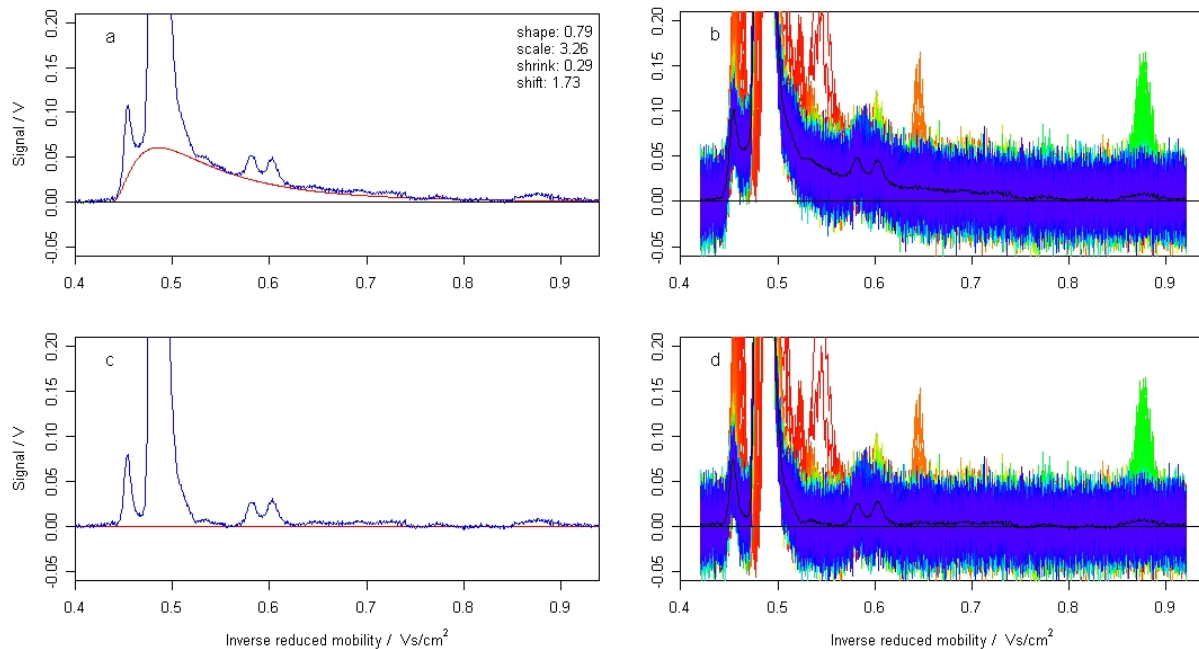 a
shape: 0.79
scale: 3.26
shrink: 0.29
shift: 1.73
Signal / V
0.20
0.15
0.10
0.05
0.00
-0.05
0.4 0.5 0.6 0.7 0.8 0.9
b
0.20
0.15
0.10
0.05
0.00
-0.05
0.4 0.5 0.6 0.7 0.8 0.9
c
Signal / V
0.20
0.15
0.10
0.05
0.00
-0.05
0.4 0.5 0.6 0.7 0.8 0.9
Inverse reduced mobility / Vs/cm²
d
0.20
0.15
0.10
0.05
0.00
-0.05
0.4 0.5 0.6 0.7 0.8 0.9
Inverse reduced mobility / Vs/cm²